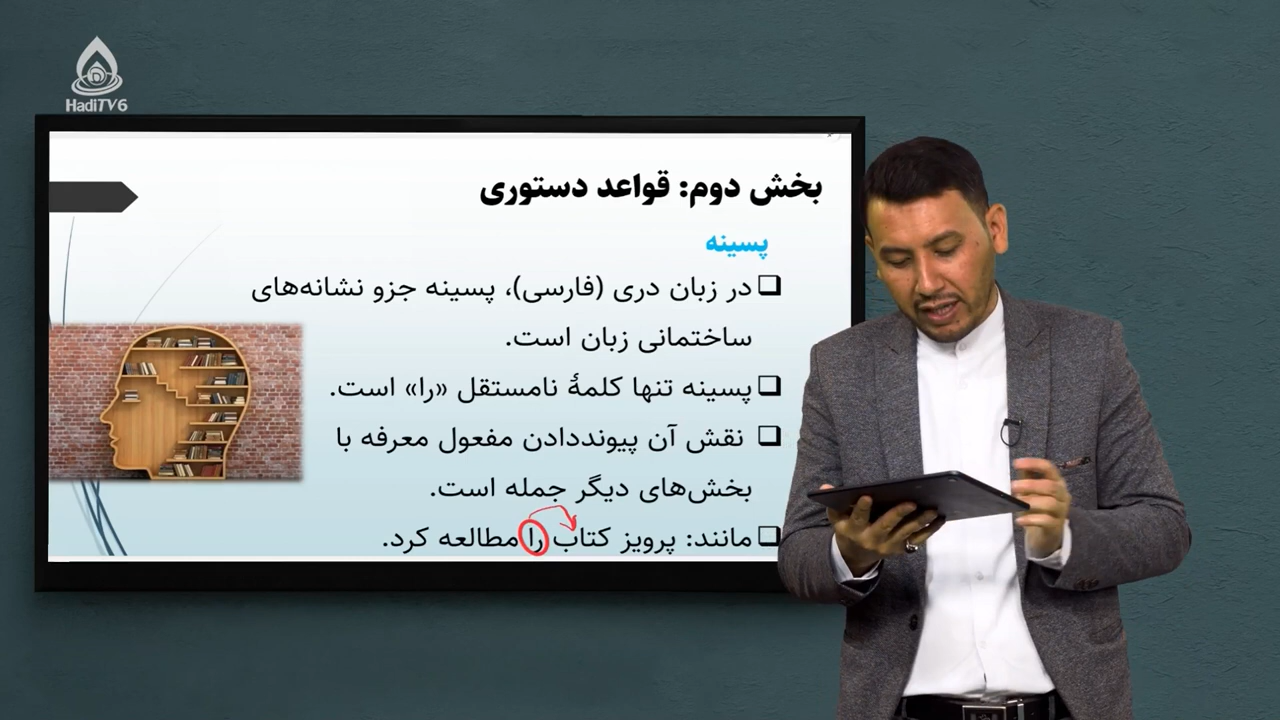 HadiTV6
بخش دوم: قواعد دستوری
پسینه
در زبان دری (فارسی)، پسینه جزو نشانه‌های
ساختمانی زبان است.
پسینه تنها کلمۀ نامستقل «را» است.
نقش آن پیونددادن مفعول معرفه با
بخش‌های دیگر جمله است.
مانند: پرویز کتاب را مطالعه کرد.